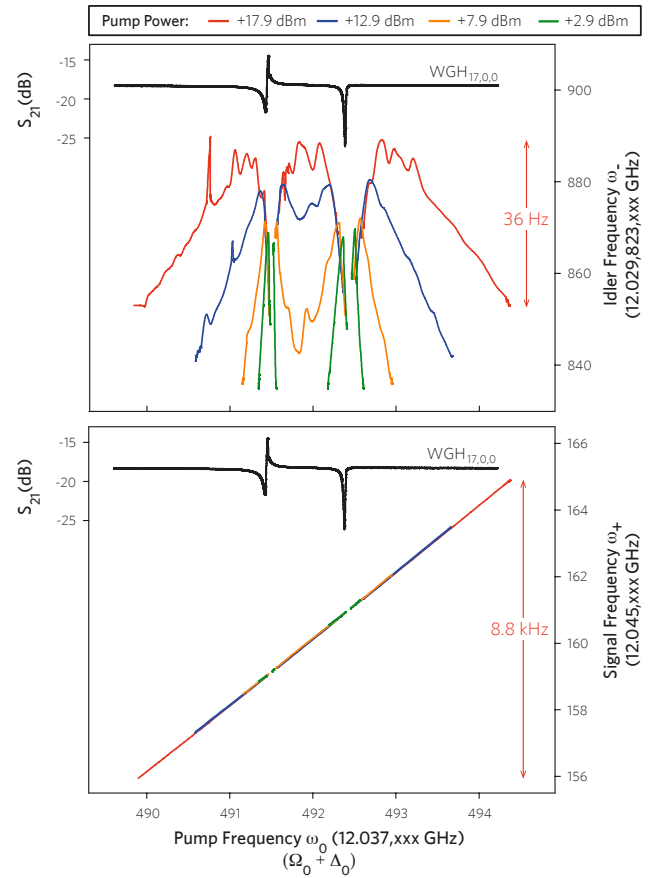 Pump Power: +17.9 dBm +12.9 dBm +7.9 dBm +2.9 dBm
S21(dB)
-15
-20
-25
WGH17,0,0
900
880
860
840
36 Hz
Idler Frequency ω-
(12.029,823,xxx GHz)
S21(dB)
-15
-20
-25
WGH17,0,0
166
164
162
160
158
156
8.8 kHz
Signal Frequency ω+
(12.045,xxx GHz)
490 491 492 493 494
Pump Frequency ω0 (12.037,xxx GHz)
(Ω0 + Δ0)